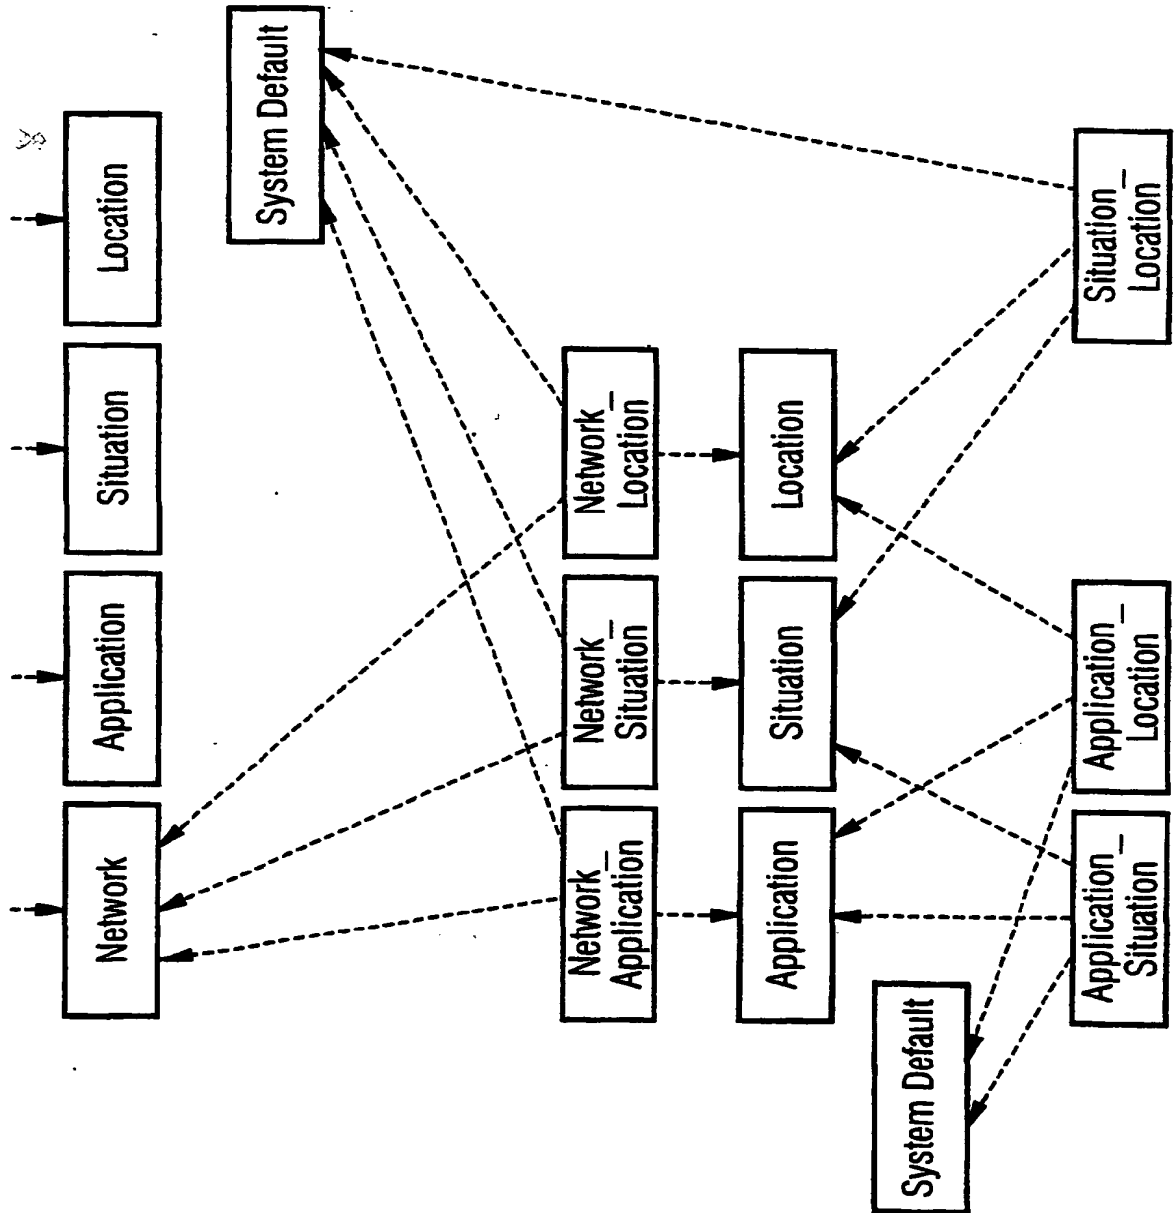 Network
Application
Situation
Location
System Default
Network_
Application
Network_
Situation
Network_
Location
Application
Situation
Location
System Default
Application_
Situation
Application_
Location
Situation_
Location